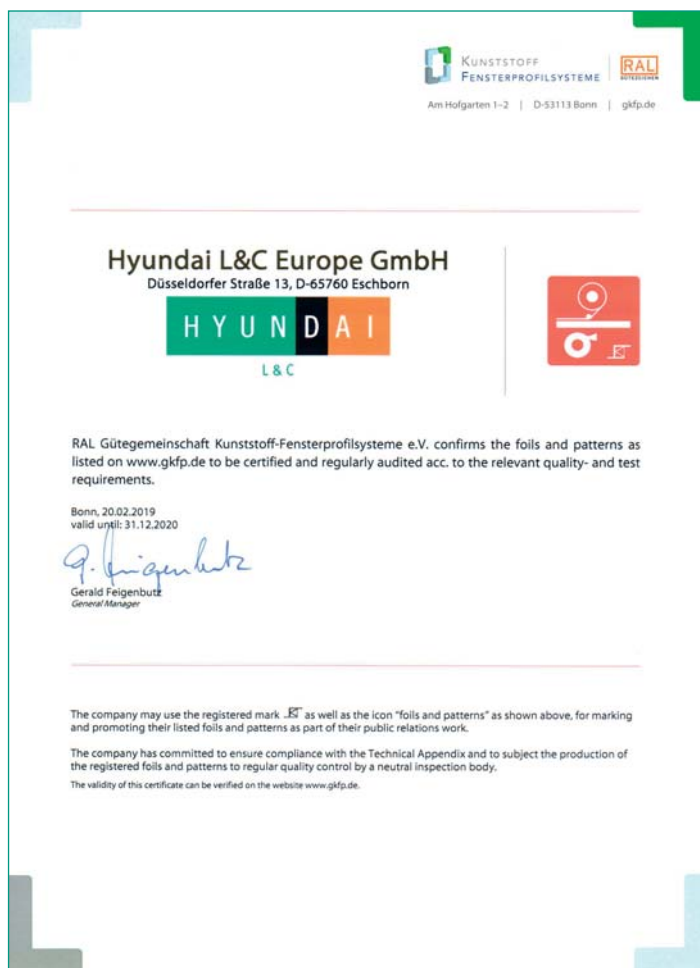 KUNSTSTOFF
FENSTERPROFILSYSTEME
RAL
GÜTEZEICHEN
Am Hofgarten 1–2 | D-53113 Bonn | gkfp.de
Hyundai L&C Europe GmbH
Düsseldorfer Straße 13, D-65760 Eschborn
HYUNDAI
L & C
RAL Gütegemeinschaft Kunststoff-Fensterprofilsysteme e.V. confirms the foils and patterns as
listed on www.gkfp.de to be certified and regularly audited acc. to the relevant quality- and test
requirements.
Bonn, 20.02.2019
valid until: 31.12.2020
G. Feigenbutz
Gerald Feigenbutz
General Manager
The company may use the registered mark as well as the icon "foils and patterns" as shown above, for marking
and promoting their listed foils and patterns as part of their public relations work.
The company has committed to ensure compliance with the Technical Appendix and to subject the production of
the registered foils and patterns to regular quality control by a neutral inspection body.
The validity of this certificate can be verified on the website www.gkfp.de.